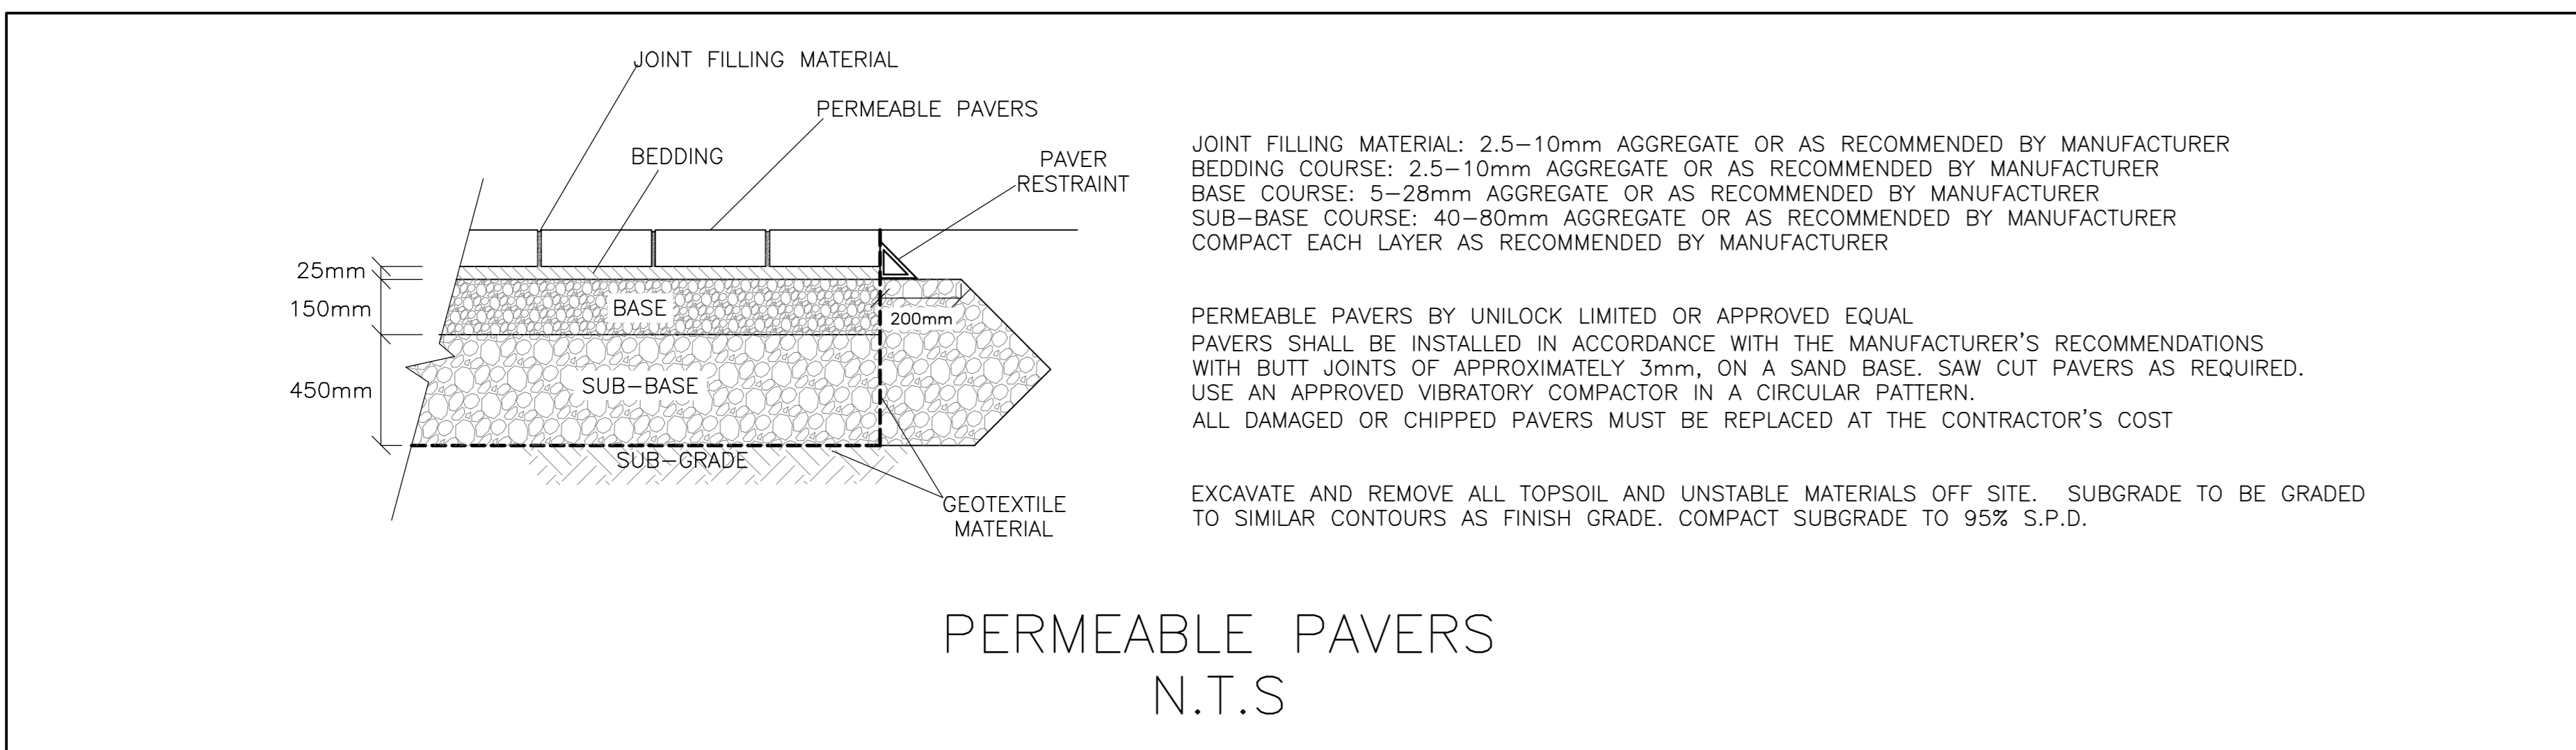 JOINT FILLING MATERIAL
PERMEABLE PAVERS
BEDDING
PAVER
RESTRAINT
25mm
150mm
BASE
200mm
450mm
SUB-BASE
SUB-GRADE
GEOTEXTILE
MATERIAL
JOINT FILLING MATERIAL: 2.5-10mm AGGREGATE OR AS RECOMMENDED BY MANUFACTURER
BEDDING COURSE: 2.5-10mm AGGREGATE OR AS RECOMMENDED BY MANUFACTURER
BASE COURSE: 5-28mm AGGREGATE OR AS RECOMMENDED BY MANUFACTURER
SUB-BASE COURSE: 40-80mm AGGREGATE OR AS RECOMMENDED BY MANUFACTURER
COMPACT EACH LAYER AS RECOMMENDED BY MANUFACTURER
PERMEABLE PAVERS BY UNILOCK LIMITED OR APPROVED EQUAL
PAVERS SHALL BE INSTALLED IN ACCORDANCE WITH THE MANUFACTURER'S RECOMMENDATIONS
WITH BUTT JOINTS OF APPROXIMATELY 3mm, ON A SAND BASE. SAW CUT PAVERS AS REQUIRED.
USE AN APPROVED VIBRATORY COMPACTOR IN A CIRCULAR PATTERN.
ALL DAMAGED OR CHIPPED PAVERS MUST BE REPLACED AT THE CONTRACTOR'S COST
EXCAVATE AND REMOVE ALL TOPSOIL AND UNSTABLE MATERIALS OFF SITE. SUBGRADE TO BE GRADED
TO SIMILAR CONTOURS AS FINISH GRADE. COMPACT SUBGRADE TO 95% S.P.D.
PERMEABLE PAVERS
N.T.S